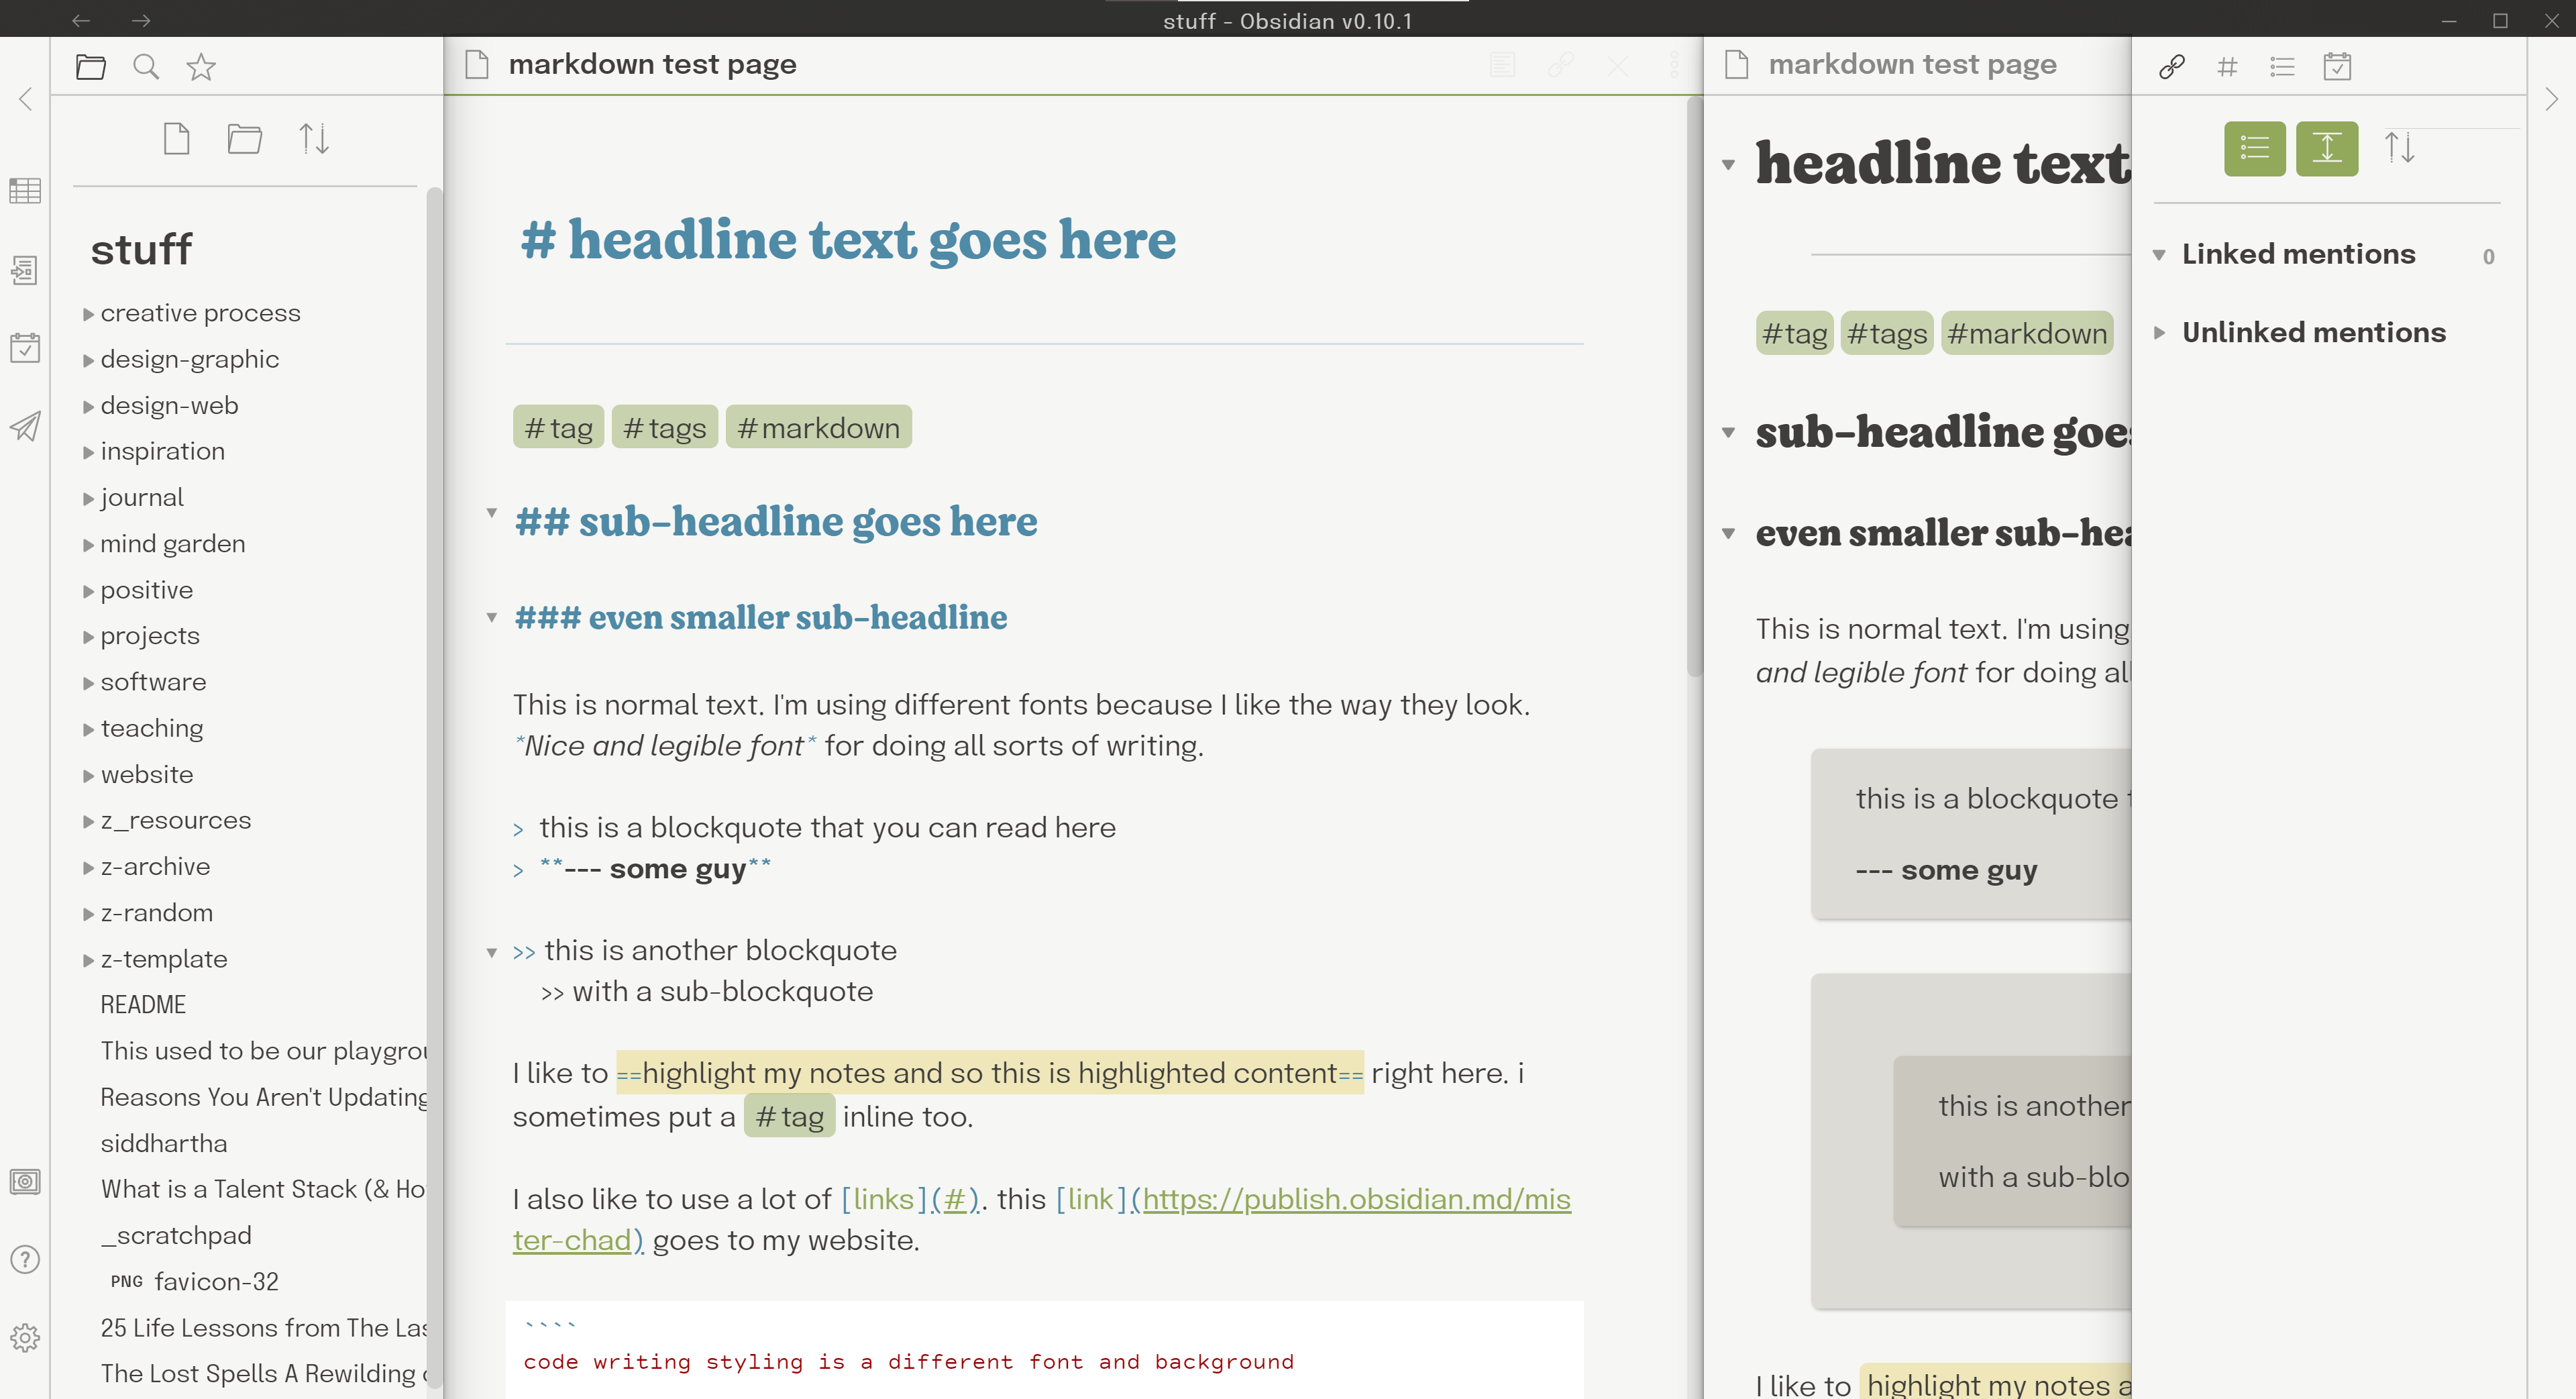 stuff - Obsidian v0.10.1
stuff
creative process
design-graphic
design-web
inspiration
journal
mind garden
positive
projects
software
teaching
website
z_resources
z-archive
z-random
z-template
README
This used to be our playgrou
Reasons You Aren't Updating
siddhartha
What is a Talent Stack (& Ho
_scratchpad
PNG favicon-32
25 Life Lessons from The Las
The Lost Spells A Rewilding
markdown test page
# headline text goes here
#tag #tags #markdown
## sub-headline goes here
### even smaller sub-headline
This is normal text. I'm using different fonts because I like the way they look.
*Nice and legible font* for doing all sorts of writing.
> this is a blockquote that you can read here
> **--- some guy**
>> this is another blockquote
>> with a sub-blockquote
I like to ==highlight my notes and so this is highlighted content== right here. i
sometimes put a #tag inline too.
I also like to use a lot of [links](#). this [link](https://publish.obsidian.md/mis
ter-chad) goes to my website.
````
code writing styling is a different font and background
markdown test page
headline text
#tag #tags #markdown
sub-headline goes
even smaller sub-hea
This is normal text. I'm using
and legible font for doing all
this is a blockquote
--- some guy
this is another
with a sub-blo
I like to highlight my notes a
Linked mentions 0
Unlinked mentions